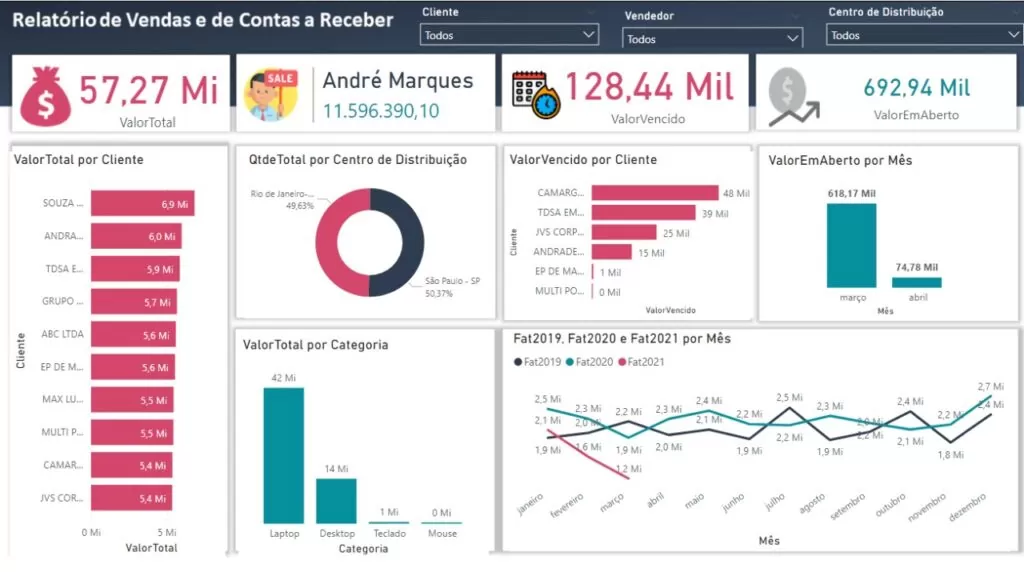 Relatório de Vendas e de Contas a Receber
Cliente
Todos
Vendedor
Todos
Centro de Distribuição
Todos
57,27 Mi
ValorTotal
SALE
André Marques
11.596.390,10
128,44 Mil
ValorVencido
692,94 Mil
ValorEmAberto
ValorTotal por Cliente
Cliente
SOUZA ...
6,9 Mi
ANDRA...
6,0 Mi
TDSA E...
5,9 Mi
GRUPO ...
5,7 Mi
ABC LTDA
5,6 Mi
EP DE M...
5,6 Mi
MAX LU...
5,5 Mi
MULTI P...
5,5 Mi
CAMAR...
5,4 Mi
JVS COR...
5,4 Mi
0 Mi
5 Mi
ValorTotal
QtdeTotal por Centro de Distribuição
Rio de Janeiro-...
49,63%
São Paulo - SP
50,37%
ValorVencido por Cliente
Cliente
CAMARG...
48 Mil
TDSA EM...
39 Mil
JVS CORP...
25 Mil
ANDRADE...
15 Mil
EP DE MA...
1 Mil
MULTI PO...
0 Mil
ValorVencido
ValorEmAberto por Mês
618,17 Mil
74,78 Mil
março
abril
Mês
ValorTotal por Categoria
42 Mi
14 Mi
1 Mi
0 Mi
Laptop
Desktop
Teclado
Mouse
Categoria
Fat2019, Fat2020 e Fat2021 por Mês
Fat2019
Fat2020
Fat2021
2,5 Mi
2,1 Mi
1,9 Mi
2,3 Mi
2,0 Mi
1,6 Mi
2,2 Mi
1,9 Mi
1,2 Mi
2,3 Mi
2,0 Mi
2,4 Mi
2,1 Mi
2,2 Mi
1,9 Mi
2,5 Mi
2,2 Mi
2,3 Mi
1,9 Mi
2,2 Mi
2,4 Mi
2,1 Mi
2,2 Mi
1,8 Mi
2,7 Mi
2,4 Mi
janeiro
fevereiro
março
abril
maio
junho
julho
agosto
setembro
outubro
novembro
dezembro
Mês